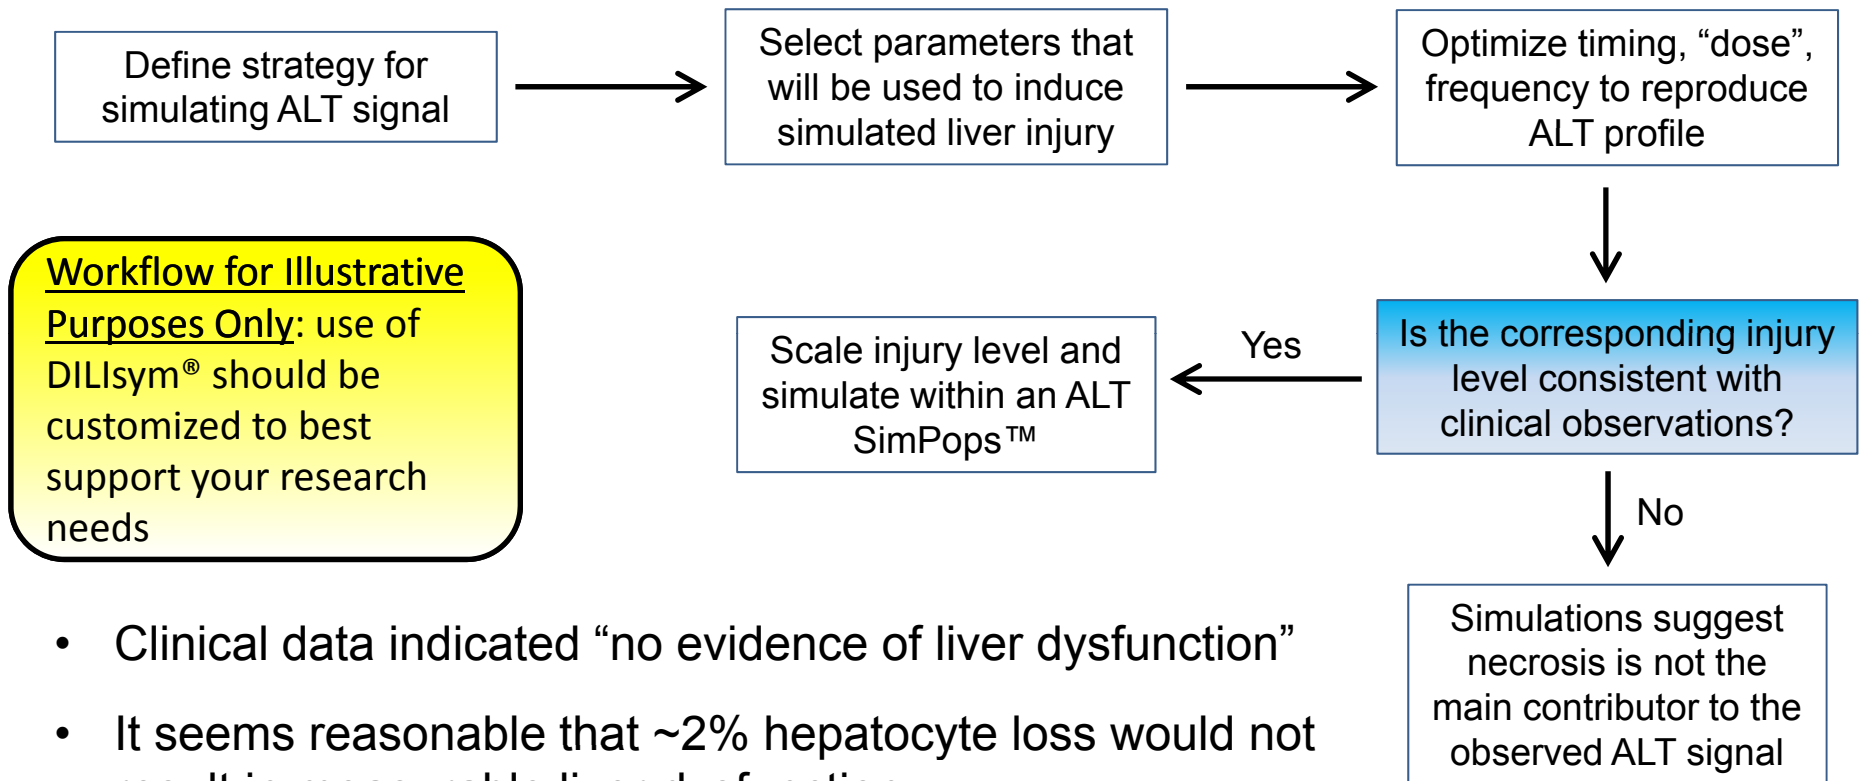 Define strategy for
simulating ALT signal
Select parameters that
will be used to induce
simulated liver injury
Optimize timing, “dose”,
frequency to reproduce
ALT profile
Workflow for Illustrative
Purposes Only: use of
DILIsym® should be
customized to best
support your research
needs
Scale injury level and
simulate within an ALT
SimPops™
Yes
Is the corresponding injury
level consistent with
clinical observations?
No
Simulations suggest
necrosis is not the
main contributor to the
observed ALT signal
• Clinical data indicated “no evidence of liver dysfunction”
• It seems reasonable that ~2% hepatocyte loss would not